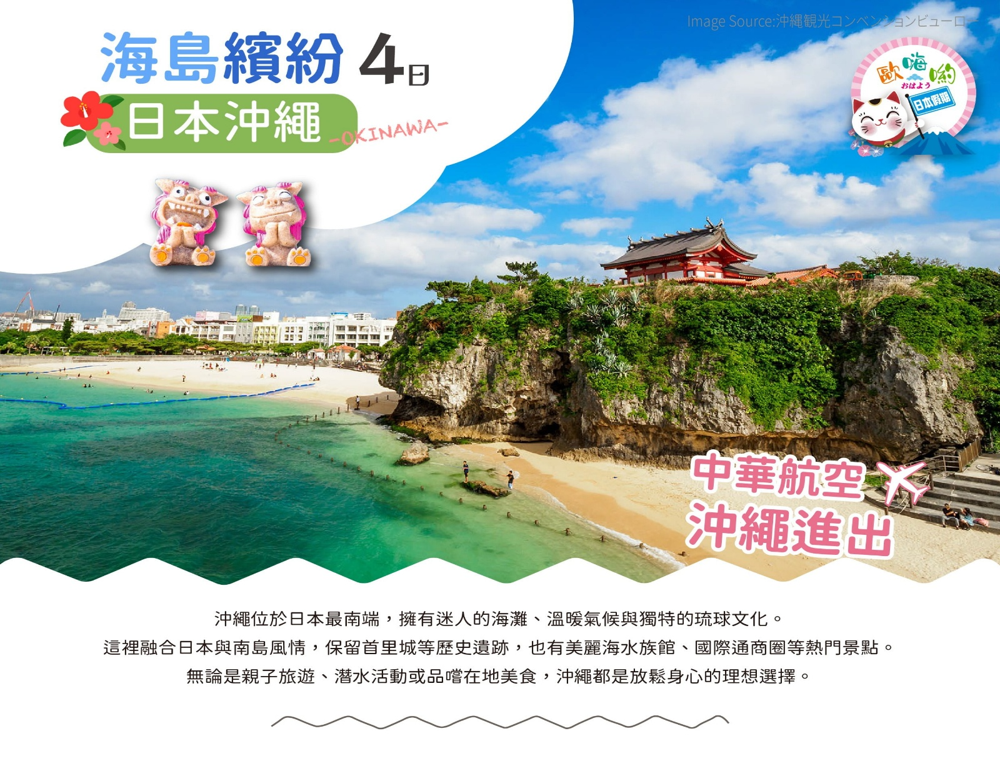 Image Source:沖縄観光コンベンションビューロー
海島繽紛 4日
日本沖繩
-OKINAWA-
歐嗨喲
おはよう
日本假期
中華航空
沖繩進出
沖繩位於日本最南端，擁有迷人的海灘、溫暖氣候與獨特的琉球文化。
這裡融合日本與南島風情，保留首里城等歷史遺跡，也有美麗海水族館、國際通商圈等熱門景點。
無論是親子旅遊、潛水活動或品嚐在地美食，沖繩都是放鬆身心的理想選擇。